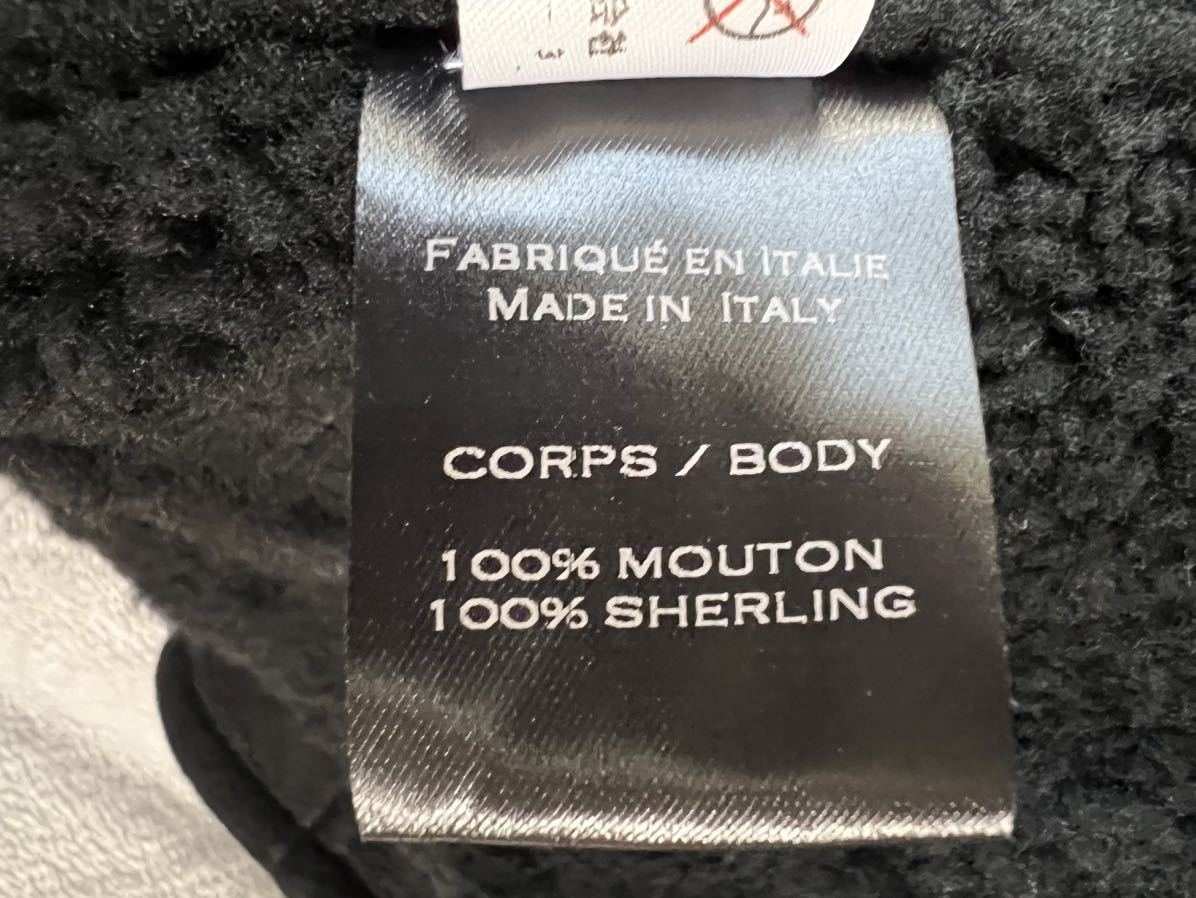 FABRIQUÉ EN ITALIE
MADE IN ITALY
CORPS / BODY
100% MOUTON
100% SHERLING